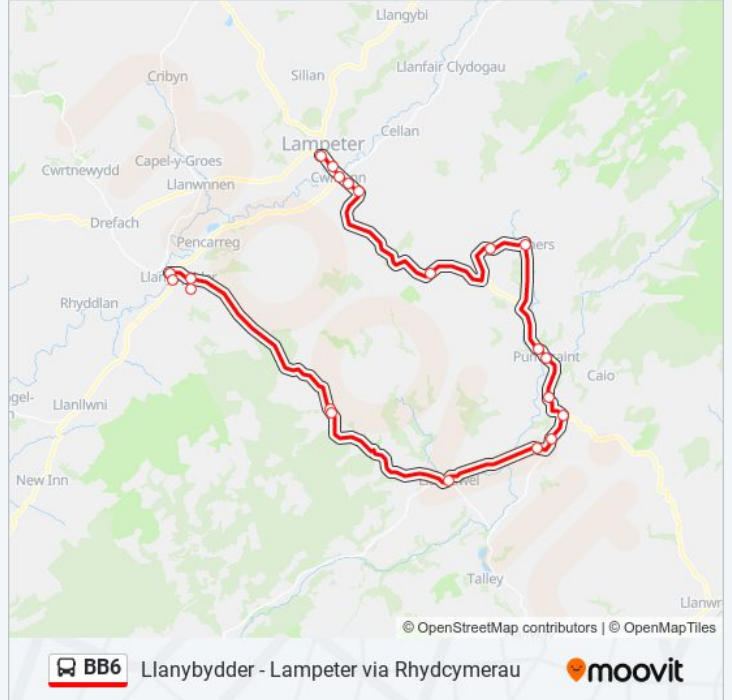 Llangybi
Cribyn
Silian
Llanfair Clydogau
Lampeter
Cellan
Capel-y-Groes
Cwrtnewydd
Llanwnnen
Drefach
Pencarreg
Rhyddlan
Caio
Llanllwni
New Inn
Talley
© OpenStreetMap contributors | © OpenMapTiles
BB6
Llanybydder - Lampeter via Rhydcymerau
moovit